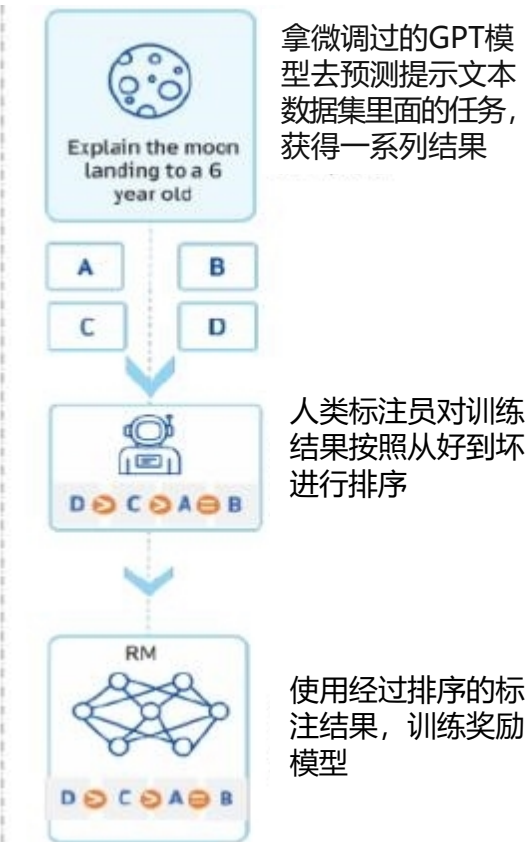 拿微调过的GPT模
型去预测提示文本
数据集里面的任务，
获得一系列结果
Explain the moon
landing to a 6
year old
A B
C D
人类标注员对训练
结果按照从好到坏
进行排序
D > C > A = B
RM
使用经过排序的标
注结果，训练奖励
模型
D > C > A = B